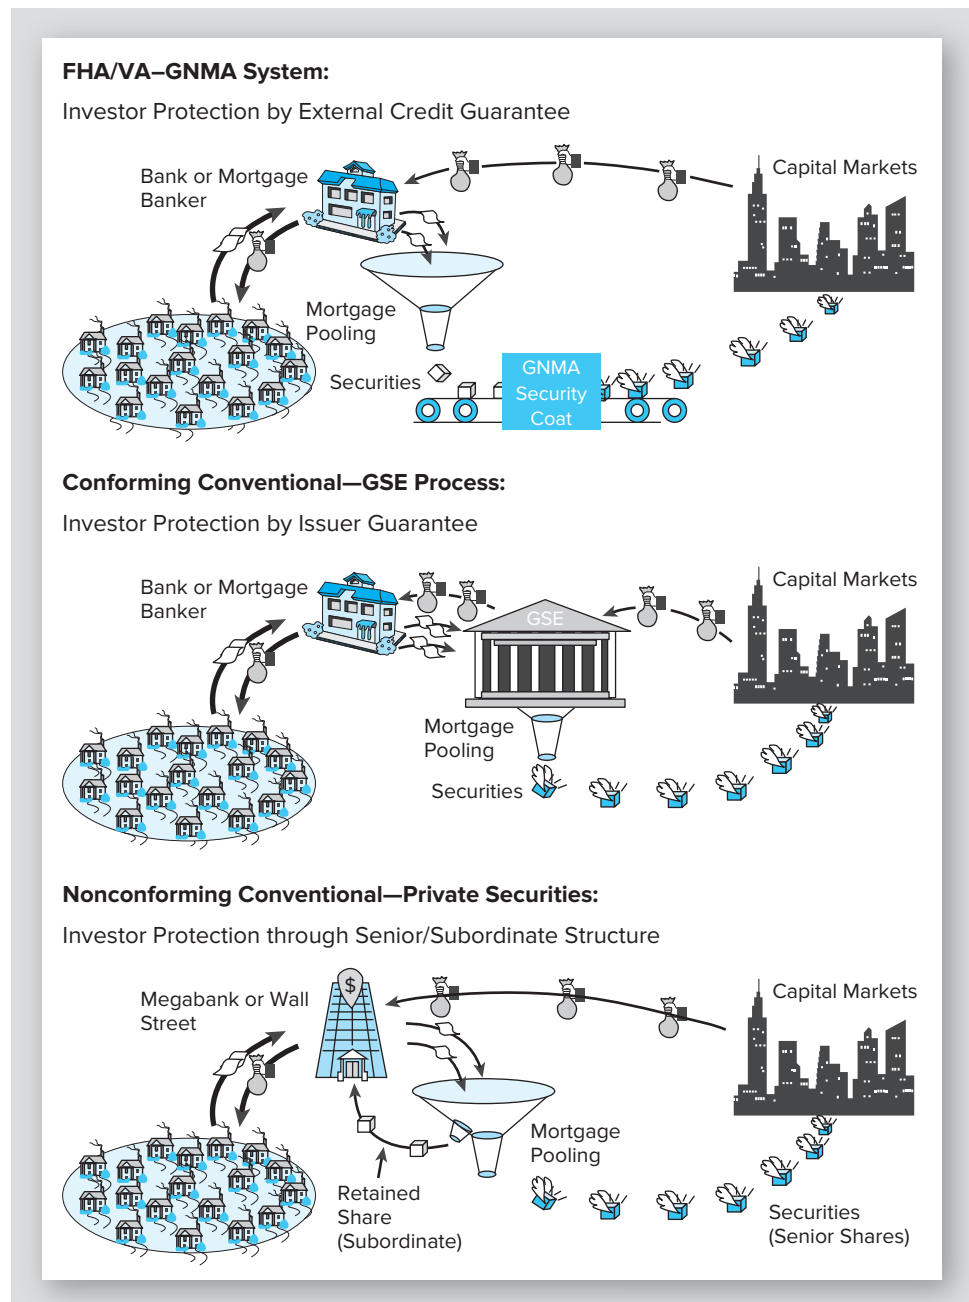 FHA/VA–GNMA System:
Investor Protection by External Credit Guarantee
Bank or Mortgage
Banker
Capital Markets
Mortgage
Pooling
Securities
GNMA
Security
Coat
Conforming Conventional—GSE Process:
Investor Protection by Issuer Guarantee
Bank or Mortgage
Banker
GSE
Capital Markets
Mortgage
Pooling
Securities
Nonconforming Conventional—Private Securities:
Investor Protection through Senior/Subordinate Structure
Megabank or Wall
Street
$
Capital Markets
Mortgage
Pooling
Retained
Share
(Subordinate)
Securities
(Senior Shares)